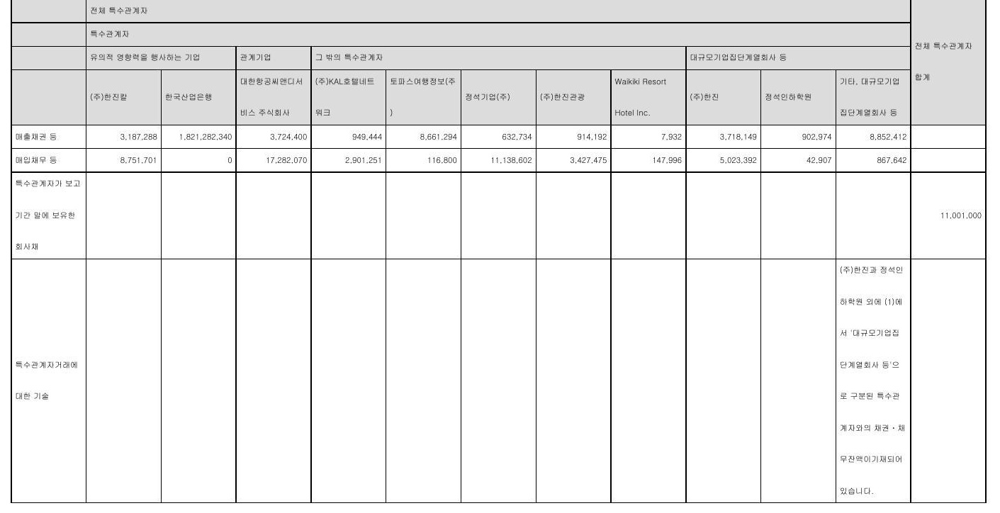 전체 특수관계자
특수관계자
전체 특수관계자
합계
유의적 영향력을 행사하는 기업
관계기업
그 밖의 특수관계자
대규모기업집단계열회사 등
(주)한진칼
한국산업은행
대한항공씨앤디서
비스 주식회사
(주)KAL호텔네트
워크
토파스여행정보(주
)
정석기업(주)
(주)한진관광
Waikiki Resort
Hotel Inc.
(주)한진
정석인하학원
기타, 대규모기업
집단계열회사 등
매출채권 등 3,187,288 1,821,282,340 3,724,400 949,444 8,661,294 632,734 914,192 7,932 3,718,149 902,974 8,852,412
매입채무 등 8,751,701 0 17,282,070 2,901,251 116,800 11,138,602 3,427,475 147,996 5,023,392 42,907 867,642
특수관계자가 보고
기간 말에 보유한
회사채
11,001,000
특수관계자거래에
대한 기술
(주)한진과 정석인
하학원 외에 (1)에
서 '대규모기업집
단계열회사 등'으
로 구분된 특수관
계자와의 채권・채
무잔액이기재되어
있습니다.